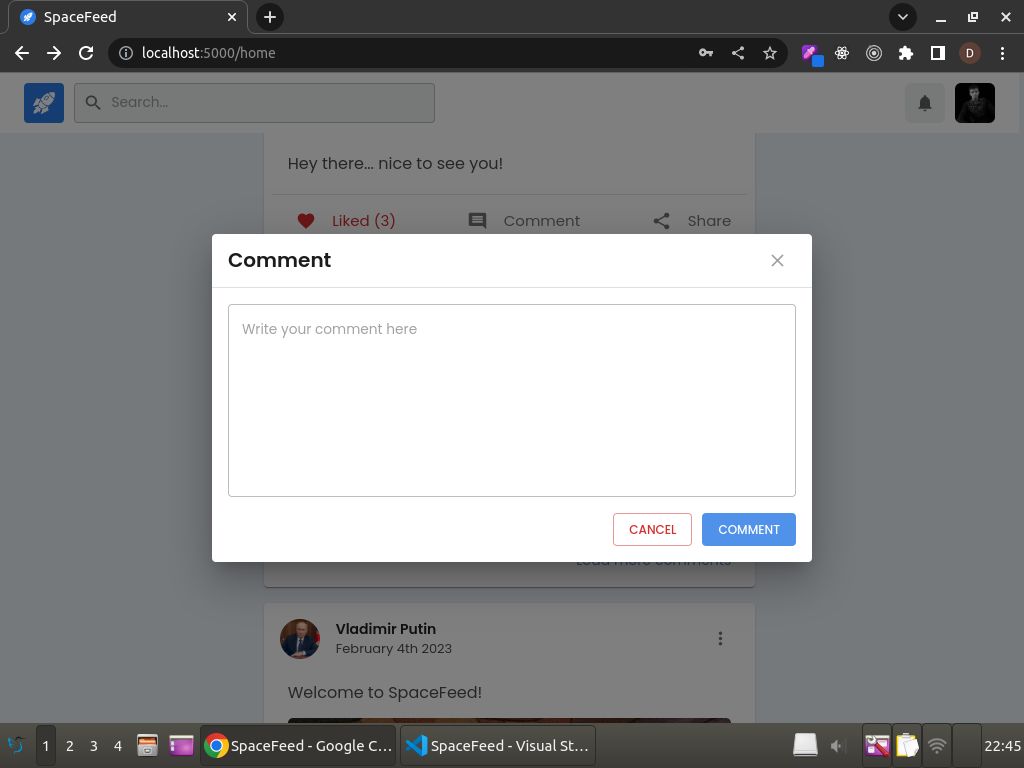 SpaceFeed
localhost:5000/home
D
Search...
Hey there... nice to see you!
Liked (3)
Comment
Share
Comment
Write your comment here
CANCEL
COMMENT
Load more comments
Vladimir Putin
February 4th 2023
Welcome to SpaceFeed!
1 2 3 4 SpaceFeed - Google C... SpaceFeed - Visual St... 22:45